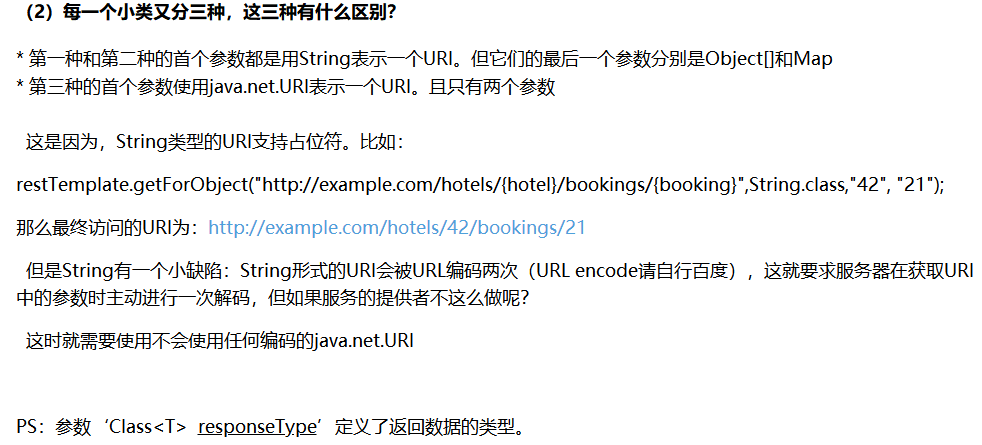 （2）每一个小类又分三种，这三种有什么区别？
* 第一种和第二种的首个参数都是用String表示一个URI。但它们的最后一个参数分别是Object[]和Map
* 第三种的首个参数使用java.net.URI表示一个URI。且只有两个参数
这是因为，String类型的URI支持占位符。比如：
restTemplate.getForObject("http://example.com/hotels/{hotel}/bookings/{booking}",String.class,"42", "21");
那么最终访问的URI为：http://example.com/hotels/42/bookings/21
但是String有一个小缺陷：String形式的URI会被URL编码两次（URL encode请自行百度），这就要求服务器在获取URI
中的参数时主动进行一次解码，但如果服务的提供者不这么做呢？
这时就需要使用不会使用任何编码的java.net.URI
PS：参数‘Class<T> responseType’定义了返回数据的类型。